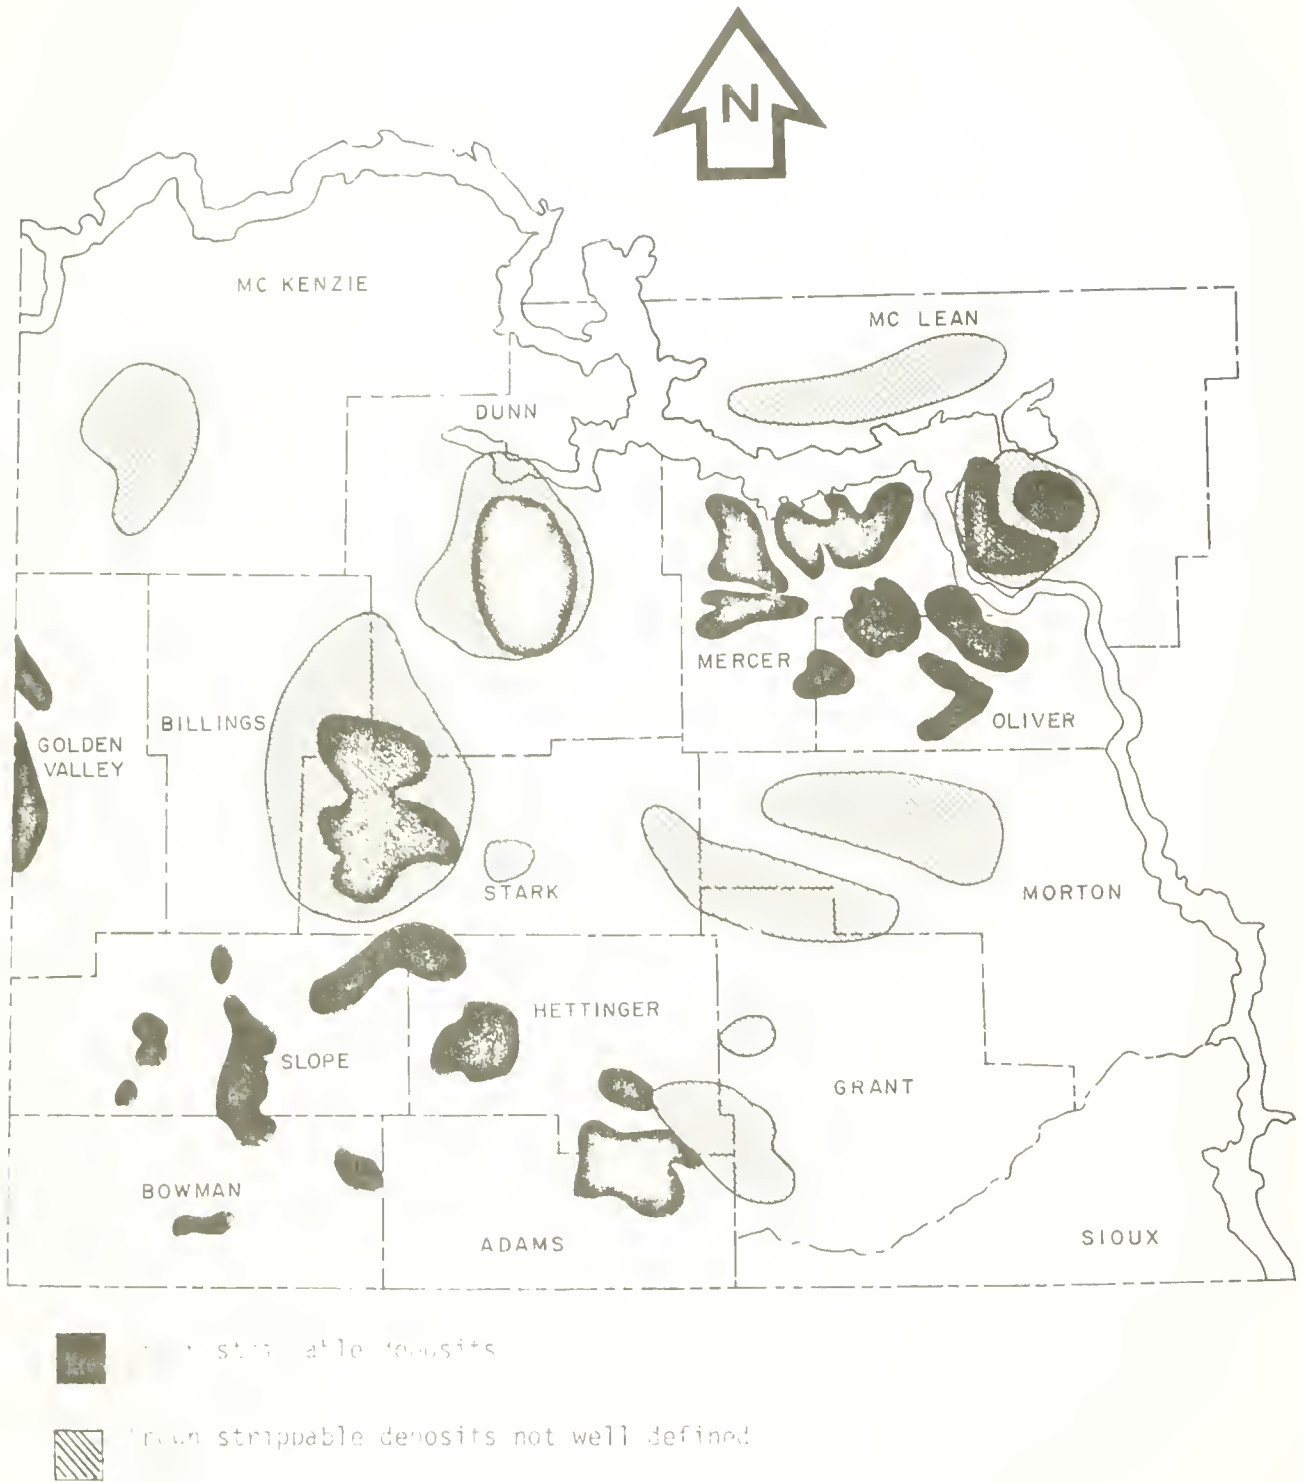 N
MC KENZIE
MC LEAN
DUNN
MERCER
BILLINGS
OLIVER
GOLDEN
VALLEY
STARK
MORTON
HETTINGER
SLOPE
GRANT
BOWMAN
ADAMS
SIOUX
deposits
strippable deposits not well defined